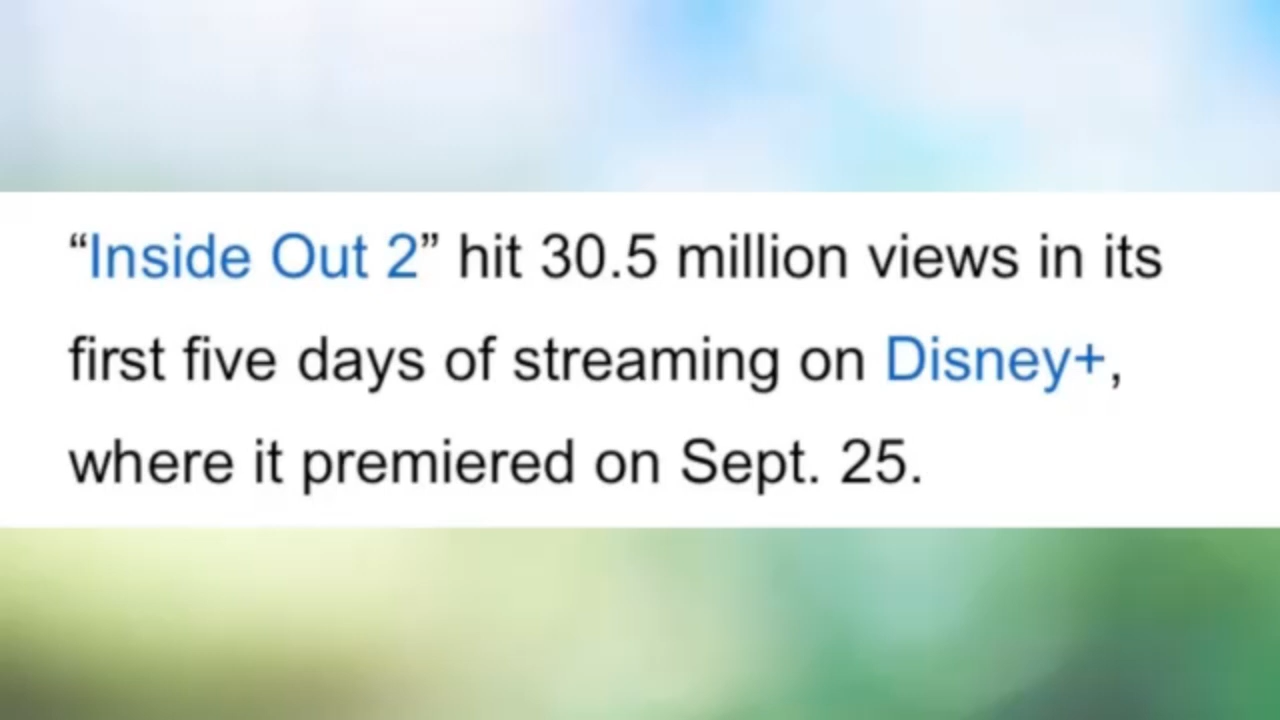 “Inside Out 2” hit 30.5 million views in its
first five days of streaming on Disney+,
where it premiered on Sept. 25.